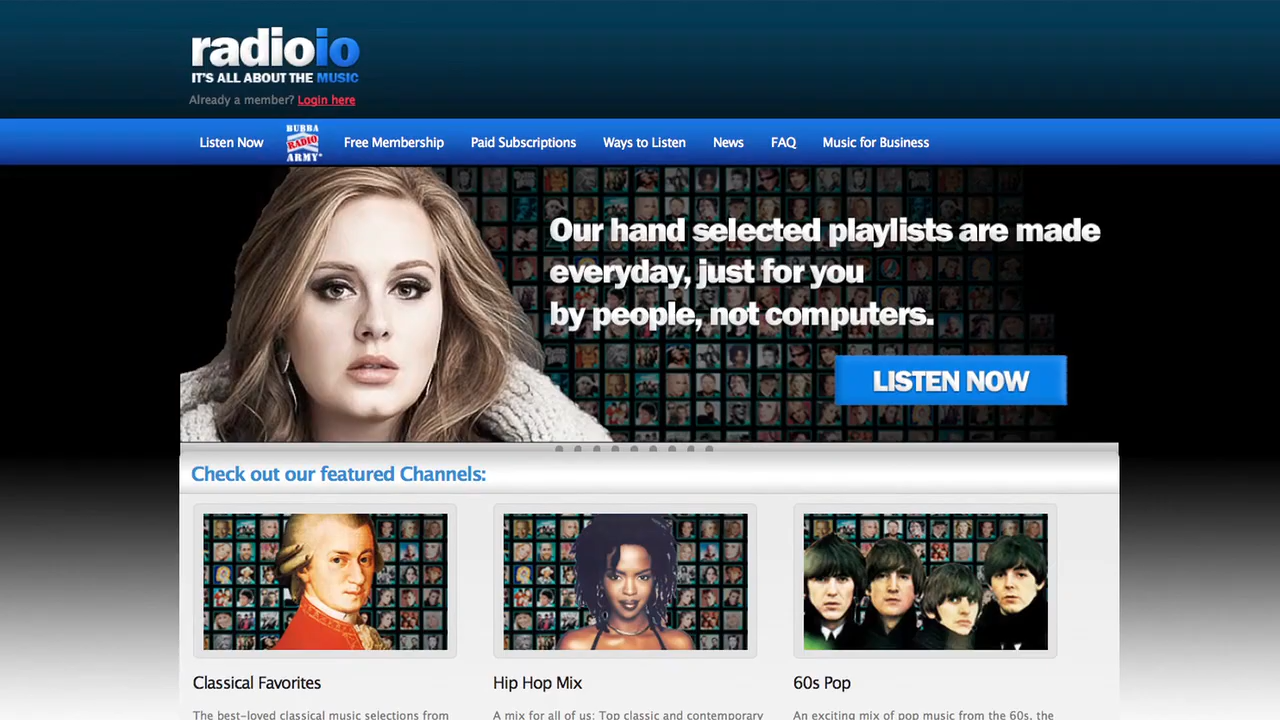 radioio
IT'S ALL ABOUT THE MUSIC
Already a member? Login here
Listen Now
BUBBA
RADIO
ARMY
Free Membership
Paid Subscriptions
Ways to Listen
News
FAQ
Music for Business
Our hand selected playlists are made
everyday, just for you
by people, not computers.
LISTEN NOW
Check out our featured Channels:
Classical Favorites
Hip Hop Mix
60s Pop
The best-loved classical music selections from
A mix for all of us: Top classic and contemporary
An exciting mix of pop music from the 60s, the